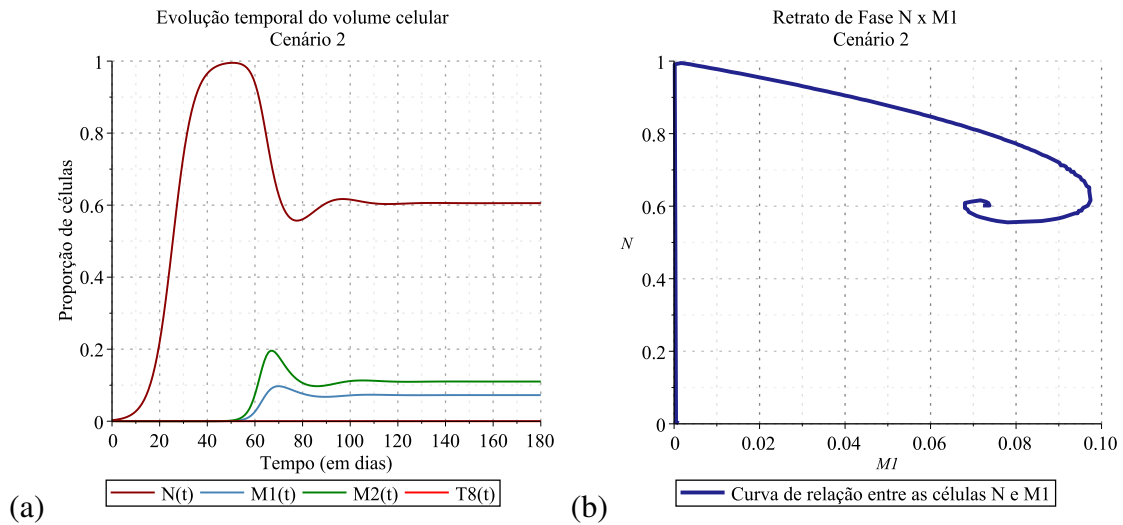 Evolução temporal do volume celular
Cenário 2
1
0.8
0.6
0.4
0.2
0
Proporção de células
0 20 40 60 80 100 120 140 160 180
Tempo (em dias)
N(t) M1(t) M2(t) T8(t)
(a)
Retrato de Fase N x M1
Cenário 2
1
0.8
0.6
N
0.4
0.2
0
0 0.02 0.04 0.06 0.08 0.10
M1
Curva de relação entre as células N e M1
(b)